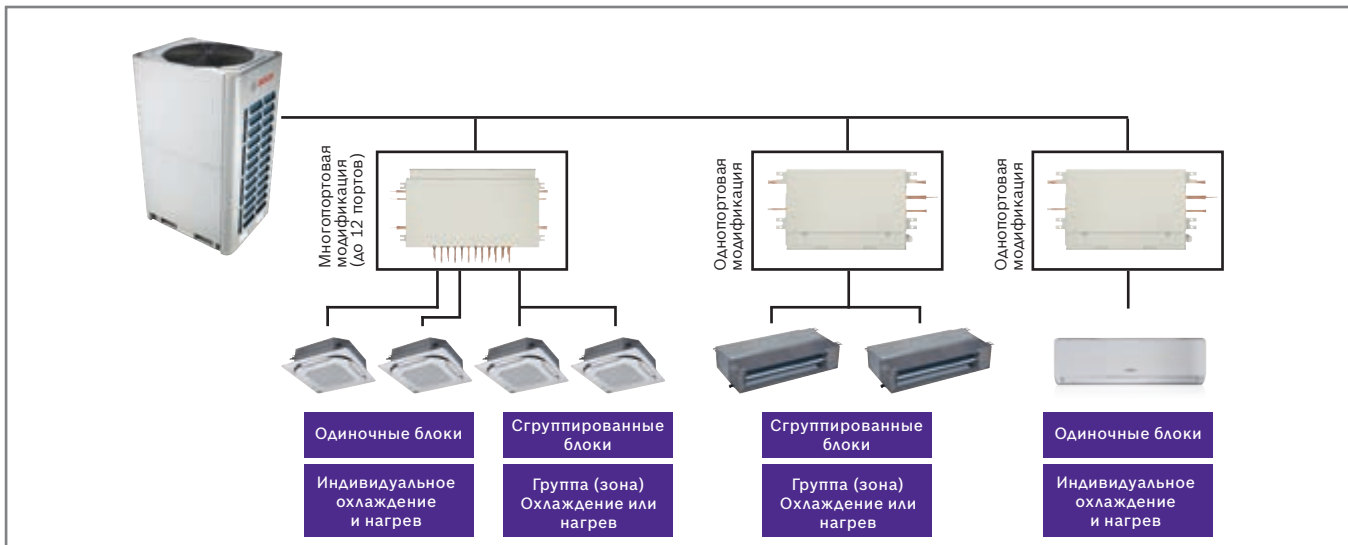 Многопортовая
модификация
(до 12 портов)
Однопортовая
модификация
Однопортовая
модификация
Одиночные блоки
Сгруппированные
блоки
Сгруппированные
блоки
Одиночные блоки
Индивидуальное
охлаждение
и нагрев
Группа (зона)
Охлаждение или
нагрев
Группа (зона)
Охлаждение или
нагрев
Индивидуальное
охлаждение
и нагрев